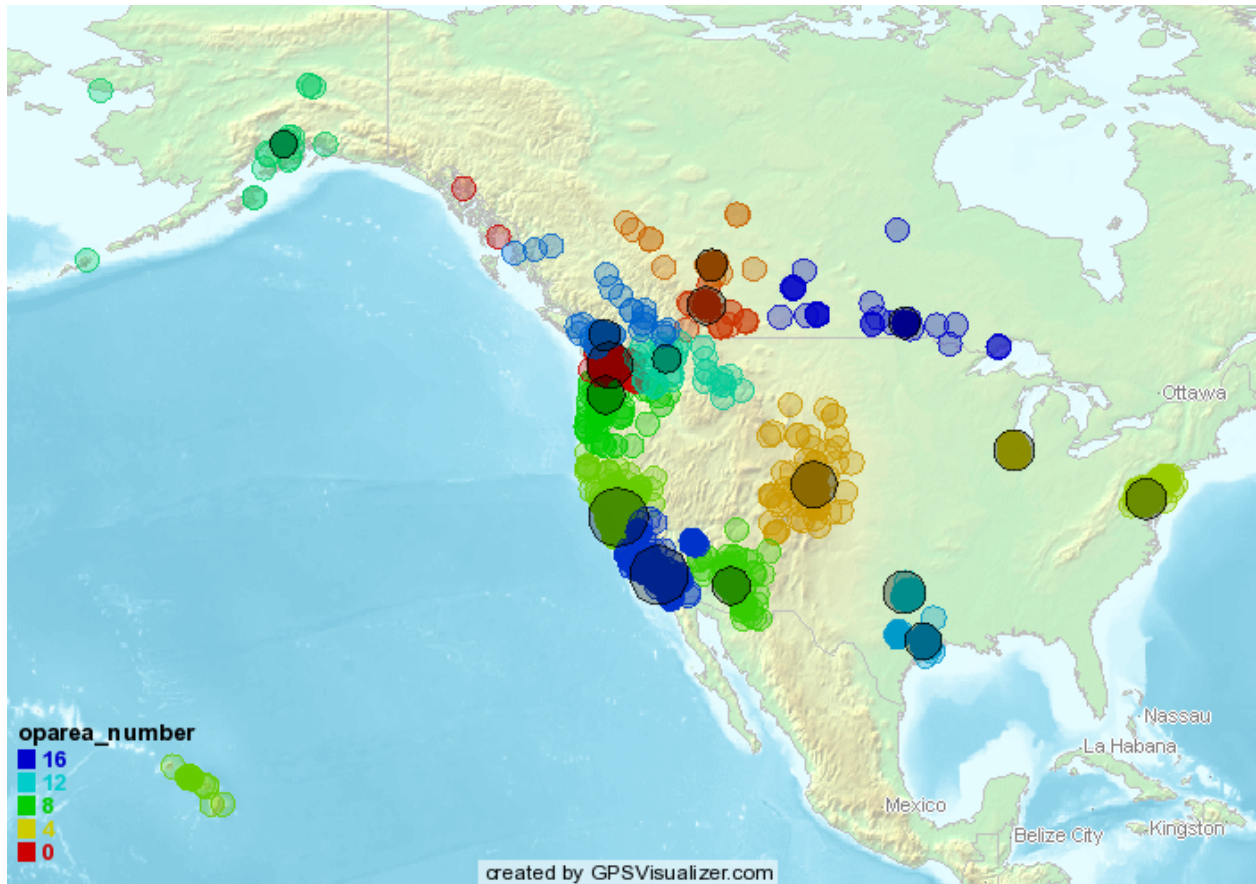 Ottawa
Nassau
La Habana
Mexico
Belize City
Kingston
oparea_number
16
12
8
4
0
created by GPSVisualizer.com